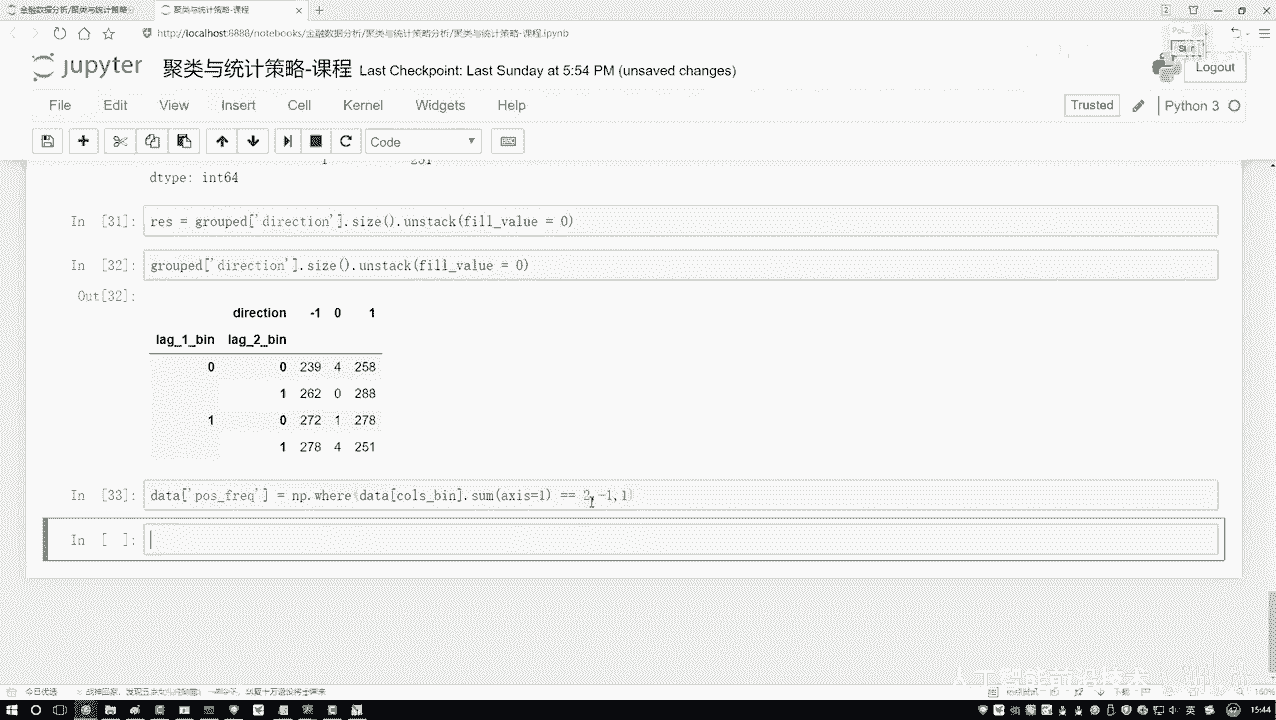 金融数据分析/聚类与统计策略
聚类与统计策略-课程
http://localhost:8888/notebooks/金融数据分析/聚类与统计策略分析/聚类与统计策略-课程.ipynb
jupyter 聚类与统计策略-课程 Last Checkpoint: Last Sunday at 5:54 PM (unsaved changes)
Logout
File Edit View Insert Cell Kernel Widgets Help
Trusted
Python 3
Code
dtype: int64
In [31]: res = grouped['direction'].size().unstack(fill_value = 0)
In [32]: grouped['direction'].size().unstack(fill_value = 0)
Out[32]:
direction -1 0 1
lag_1_bin lag_2_bin
0 0 239 4 258
1 262 0 288
1 0 272 1 278
1 278 4 251
In [33]: data['pos_freq'] = np.where(data[cols_bin].sum(axis=1) == 2,-1,1)
In [ ]:
今日优选
160%
英
15:44